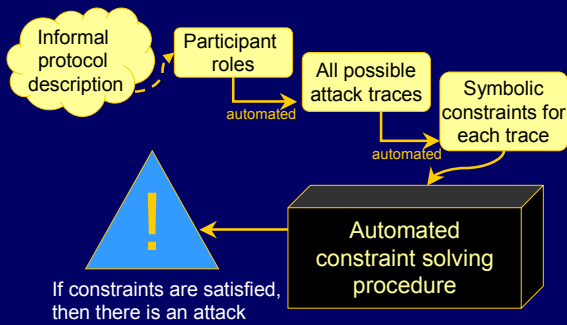 Informal
protocol
description
Participant
roles
automated
All possible
attack traces
automated
Symbolic
constraints for
each trace
Automated
constraint solving
procedure
!
If constraints are satisfied,
then there is an attack